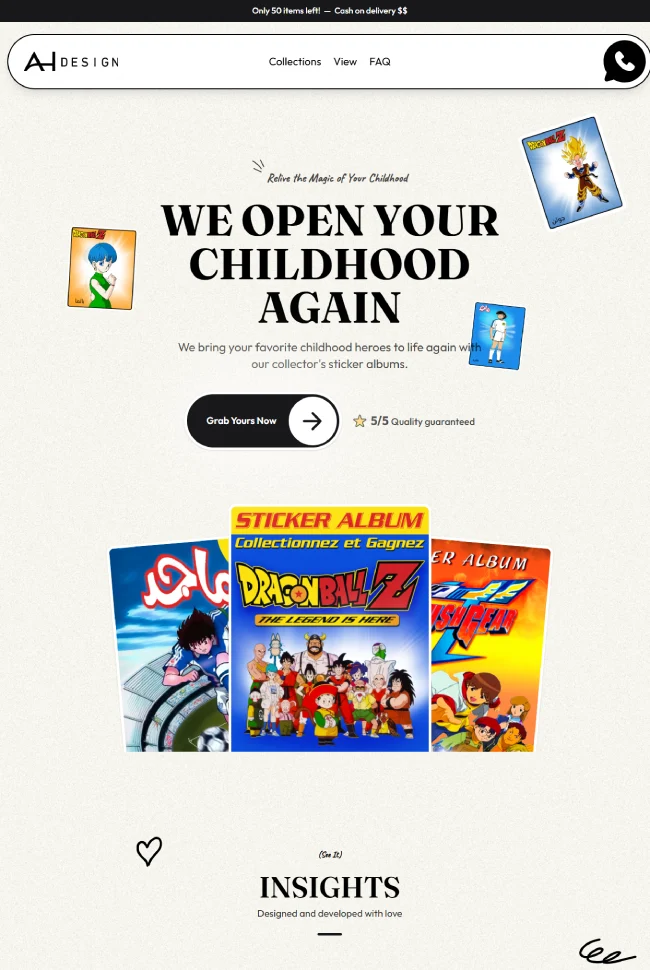 Only 50 items left! — Cash on delivery $$
AH DESIGN
Collections View FAQ
Relive the Magic of Your Childhood
WE OPEN YOUR
CHILDHOOD
AGAIN
We bring your favorite childhood heroes to life again with
our collector's sticker albums.
Grab Yours Now
5/5 Quality guaranteed
STICKER ALBUM
Collectionnez et Gagnez
DRAGONBALL Z
THE LEGEND IS HERE
ماجد
ER ALBUM
(See It)
INSIGHTS
Designed and developed with love